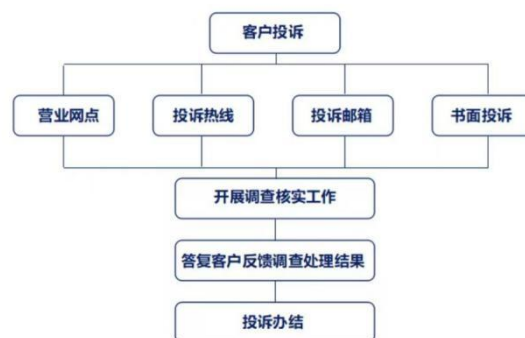 客户投诉
营业网点
投诉热线
投诉邮箱
书面投诉
开展调查核实工作
答复客户反馈调查处理结果
投诉办结